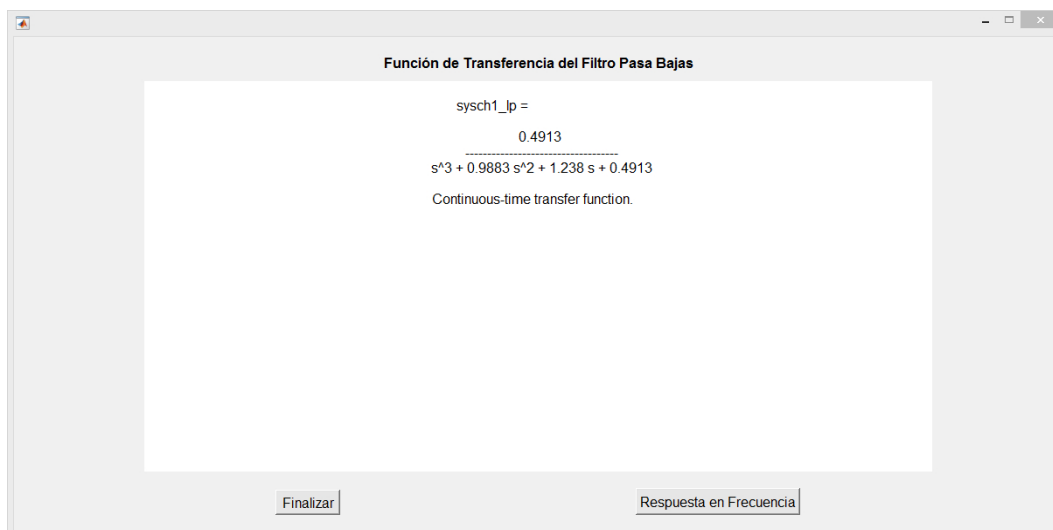 Función de Transferencia del Filtro Pasa Bajas
sysch1_lp =
0.4913
-----------------------------------
s^3 + 0.9883 s^2 + 1.238 s + 0.4913
Continuous-time transfer function.
Finalizar
Respuesta en Frecuencia